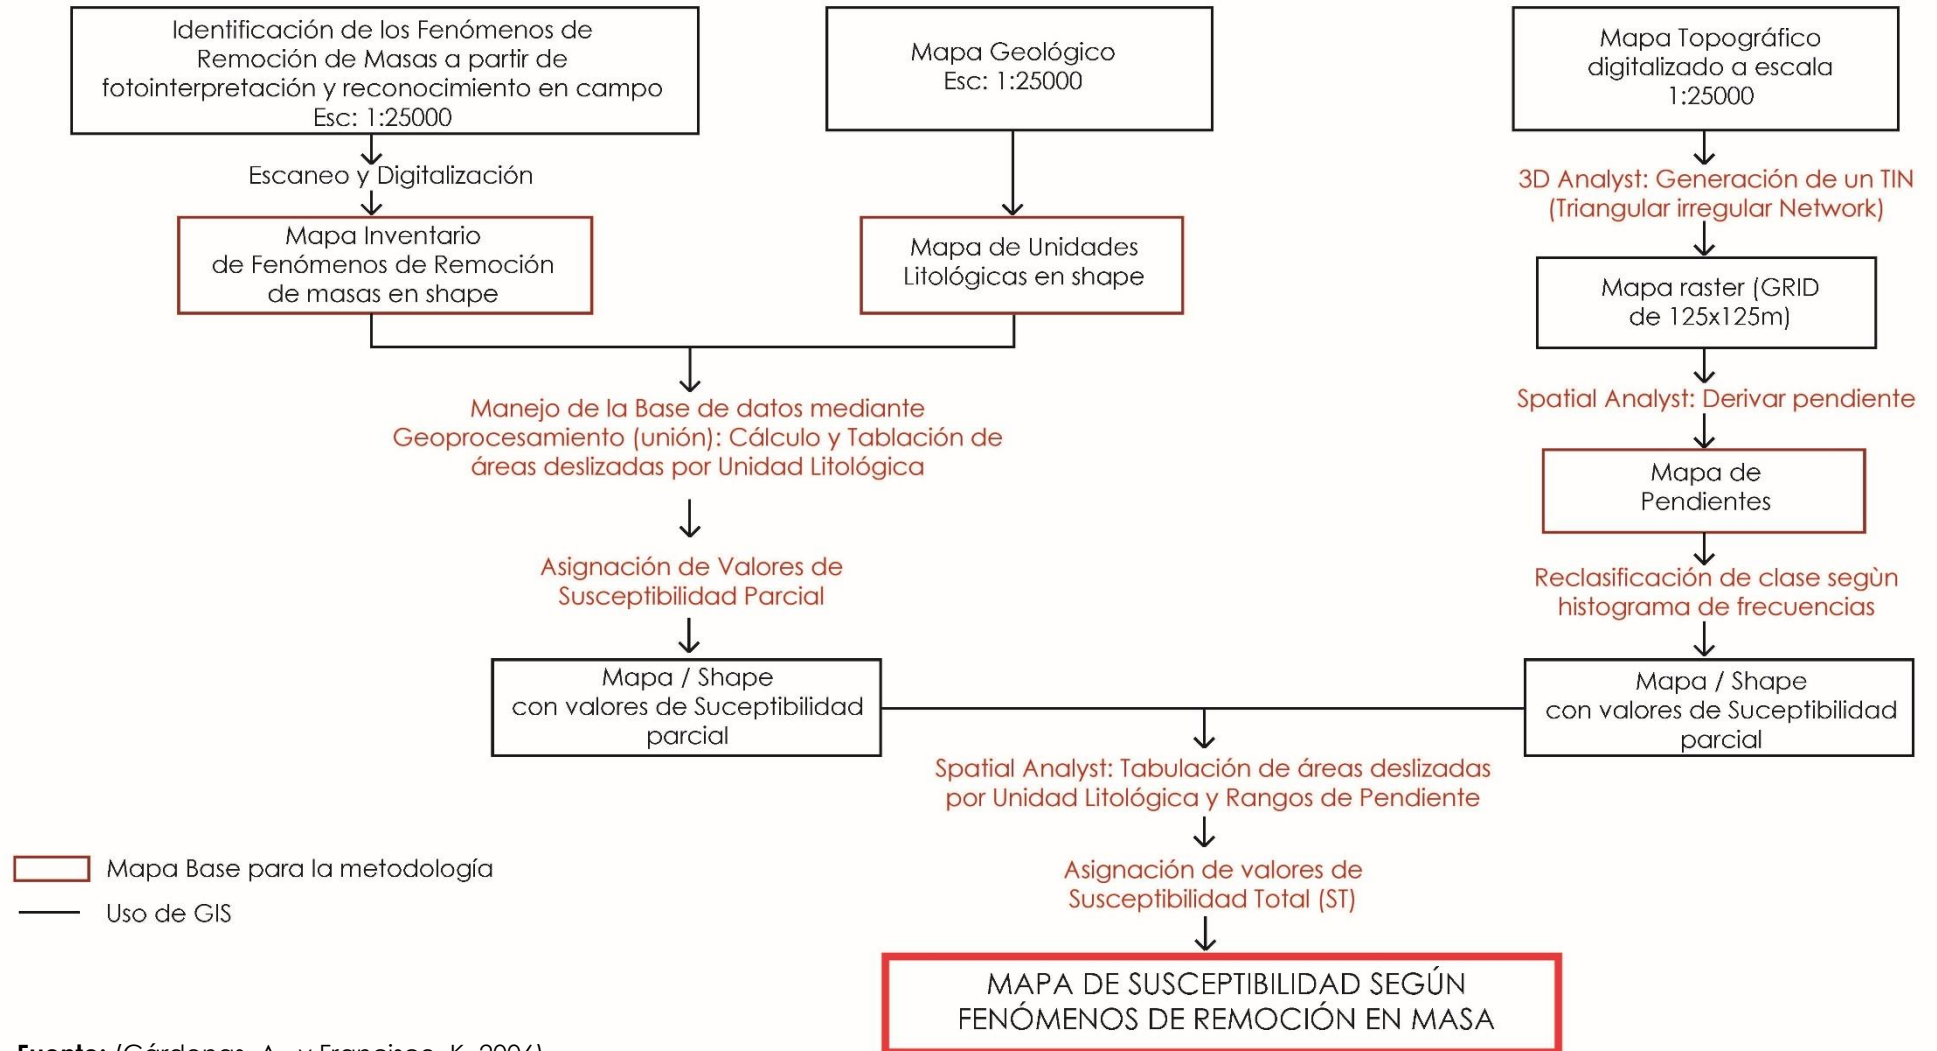 Identificación de los Fenómenos de
Remoción de Masas a partir de
fotointerpretación y reconocimiento en campo
Esc: 1:25000
Mapa Geológico
Esc: 1:25000
Mapa Topográfico
digitalizado a escala
1:25000
Escaneo y Digitalización
3D Analyst: Generación de un TIN
(Triangular irregular Network)
Mapa Inventario
de Fenómenos de Remoción
de masas en shape
Mapa de Unidades
Litológicas en shape
Mapa raster (GRID
de 125x125m)
Manejo de la Base de datos mediante
Geoprocesamiento (unión): Cálculo y Tablación de
áreas deslizadas por Unidad Litológica
Spatial Analyst: Derivar pendiente
Mapa de
Pendientes
Asignación de Valores de
Susceptibilidad Parcial
Reclasificación de clase segùn
histograma de frecuencias
Mapa / Shape
con valores de Suceptibilidad
parcial
Mapa / Shape
con valores de Suceptibilidad
parcial
Spatial Analyst: Tabulación de áreas deslizadas
por Unidad Litológica y Rangos de Pendiente
Asignación de valores de
Susceptibilidad Total (ST)
Mapa Base para la metodología
Uso de GIS
MAPA DE SUSCEPTIBILIDAD SEGÚN
FENÓMENOS DE REMOCIÓN EN MASA